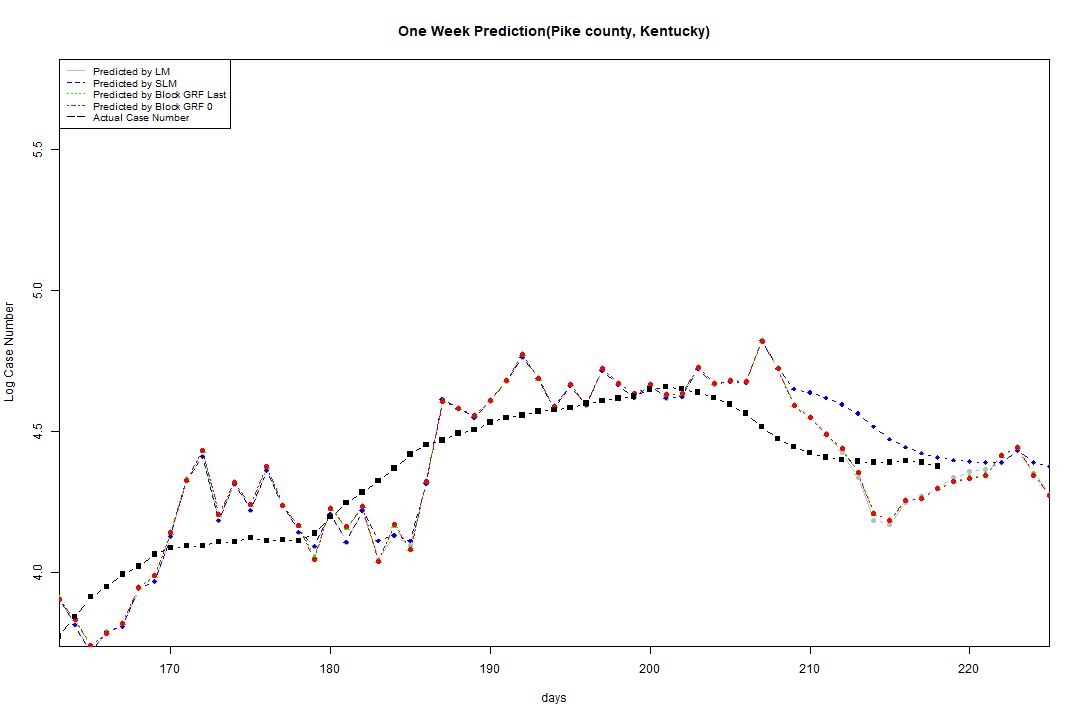 One Week Prediction(Pike county, Kentucky)
Predicted by LM
Predicted by SLM
Predicted by Block GRF Last
Predicted by Block GRF 0
Actual Case Number
5.5
5.0
4.5
4.0
Log Case Number
170 180 190 200 210 220
days